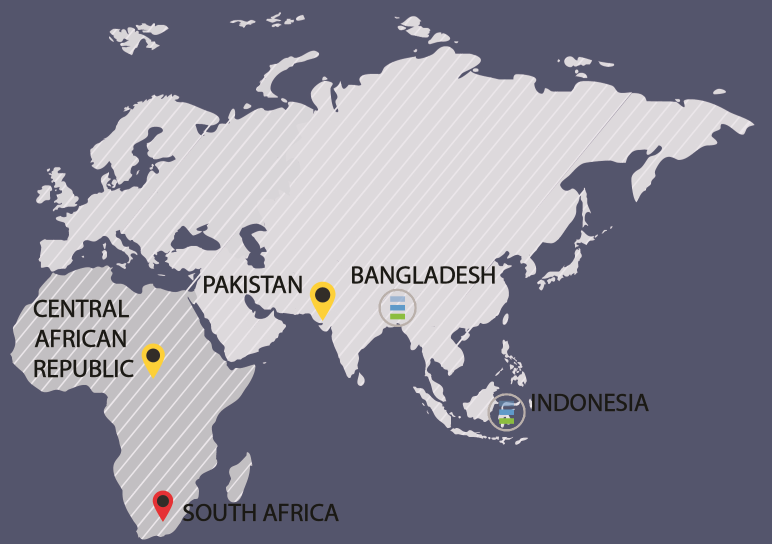 PAKISTAN
BANGLADESH
CENTRAL
AFRICAN
REPUBLIC
INDONESIA
SOUTH AFRICA